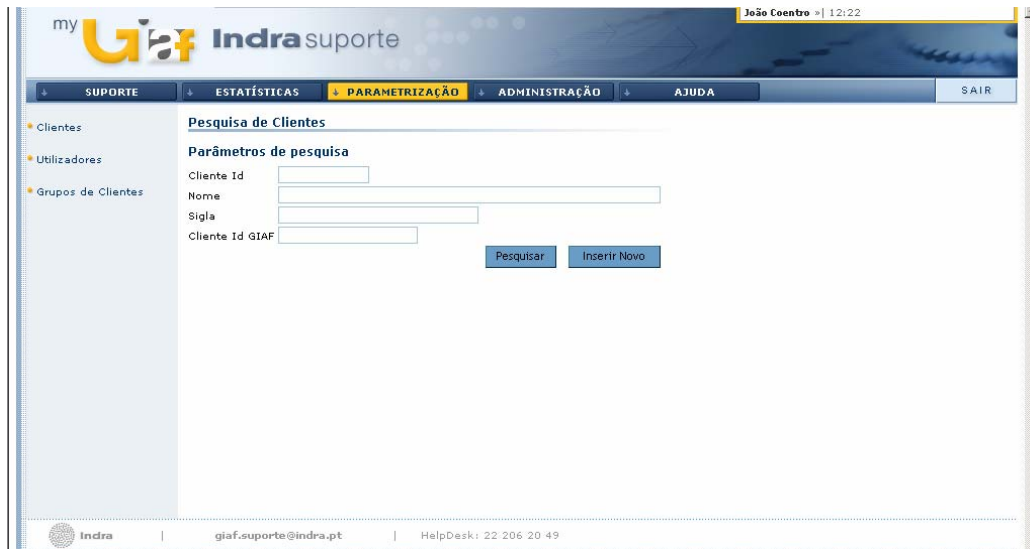 João Coentro »| 12:22
my Giaf Indra suporte
SUPORTE ESTATÍSTICAS PARAMETRIZAÇÃO ADMINISTRAÇÃO AJUDA SAIR
Clientes
Utilizadores
Grupos de Clientes
Pesquisa de Clientes
Parâmetros de pesquisa
Cliente Id
Nome
Sigla
Cliente Id GIAF
Pesquisar Inserir Novo
Indra | giaf.suporte@indra.pt | HelpDesk: 22 206 20 49